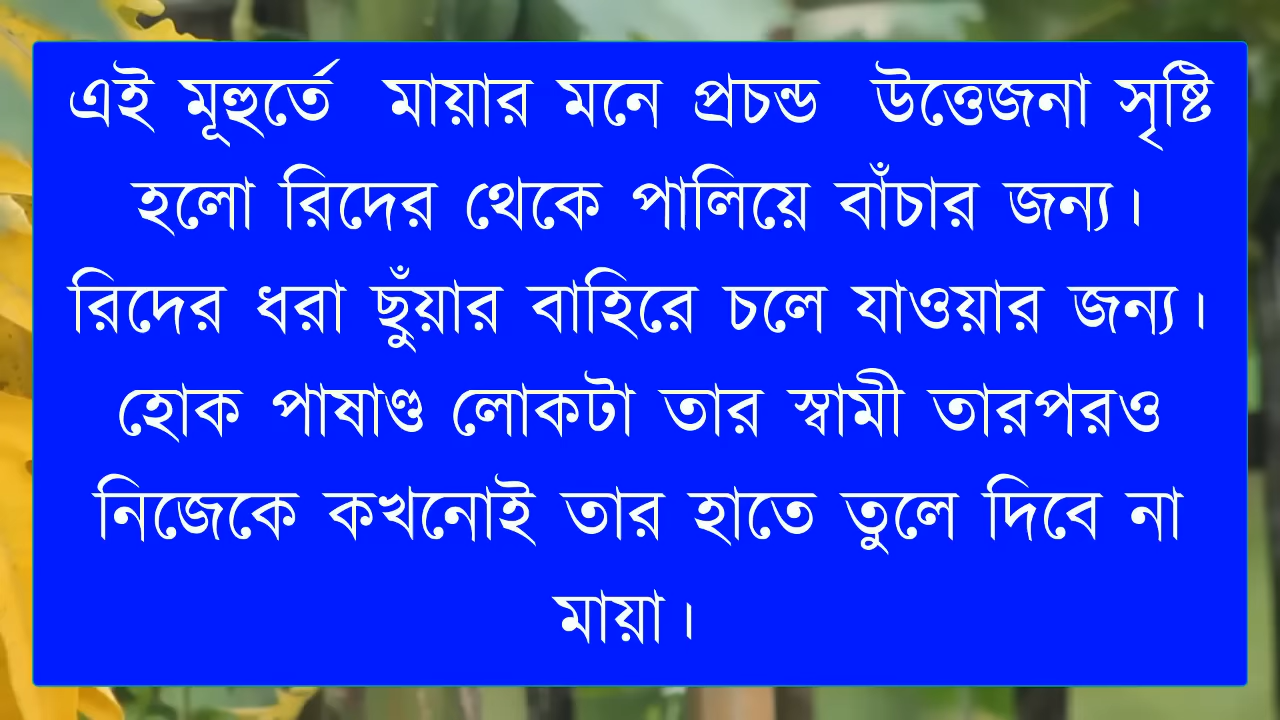 এই মূহুর্তে মায়ার মনে প্রচন্ড উত্তেজনা সৃষ্টি
হলো রিদের থেকে পালিয়ে বাঁচার জন্য।
রিদের ধরা ছুঁয়ার বাহিরে চলে যাওয়ার জন্য।
হোক পাষাণ্ড লোকটা তার স্বামী তারপরও
নিজেকে কখনোই তার হাতে তুলে দিবে না
মায়া।